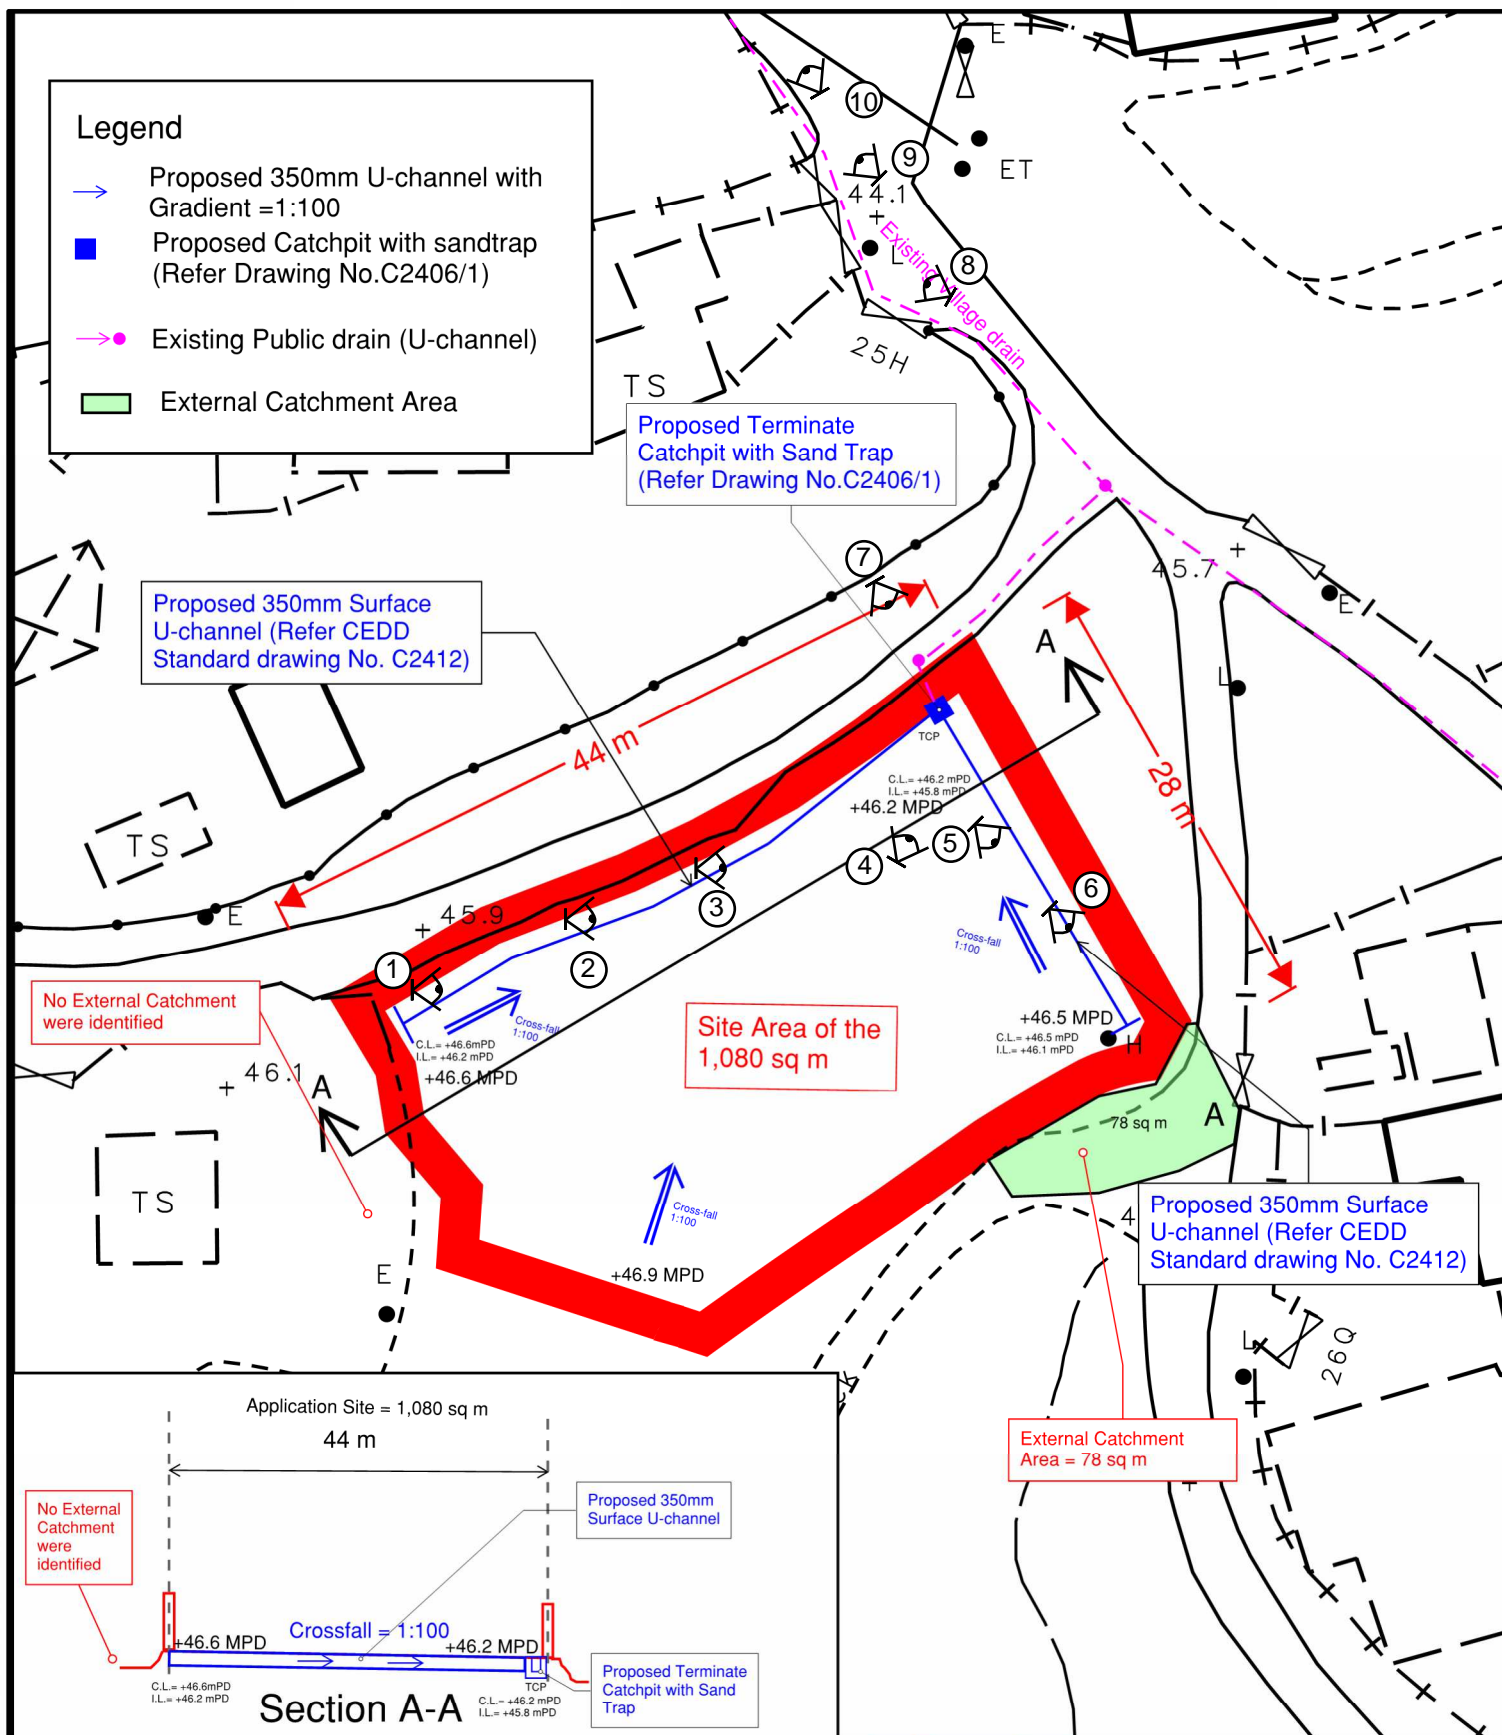 Legend
Proposed 350mm U-channel with
Gradient =1:100
Proposed Catchpit with sandtrap
(Refer Drawing No.C2406/1)
Existing Public drain (U-channel)
External Catchment Area
E
10
9
ET
44.1
L
8
Existing Village drain
25H
TS
Proposed Terminate
Catchpit with Sand Trap
(Refer Drawing No.C2406/1)
7
45.7
E
Proposed 350mm Surface
U-channel (Refer CEDD
Standard drawing No. C2412)
A
L
44 m
28 m
TCP
C.L.= +46.2 mPD
I.L.= +45.8 mPD
+46.2 MPD
TS
4
5
6
3
E
45.9
2
1
Cross-fall
1:100
No External Catchment
were identified
Cross-fall
1:100
C.L.= +46.6mPD
I.L.= +46.2 mPD
+46.6 MPD
Site Area of the
1,080 sq m
+46.5 MPD
C.L.= +46.5 mPD
I.L.= +46.1 mPD
H
46.1
A
78 sq m
A
TS
Cross-fall
1:100
Proposed 350mm Surface
U-channel (Refer CEDD
Standard drawing No. C2412)
4
E
+46.9 MPD
L
26Q
External Catchment
Area = 78 sq m
Application Site = 1,080 sq m
44 m
No External
Catchment
were
identified
Proposed 350mm
Surface U-channel
Crossfall = 1:100
+46.6 MPD
+46.2 MPD
C.L.= +46.6mPD
I.L.= +46.2 mPD
TCP
C.L.– +46.2 mPD
I.L.= +45.8 mPD
Proposed Terminate
Catchpit with Sand
Trap
Section A-A